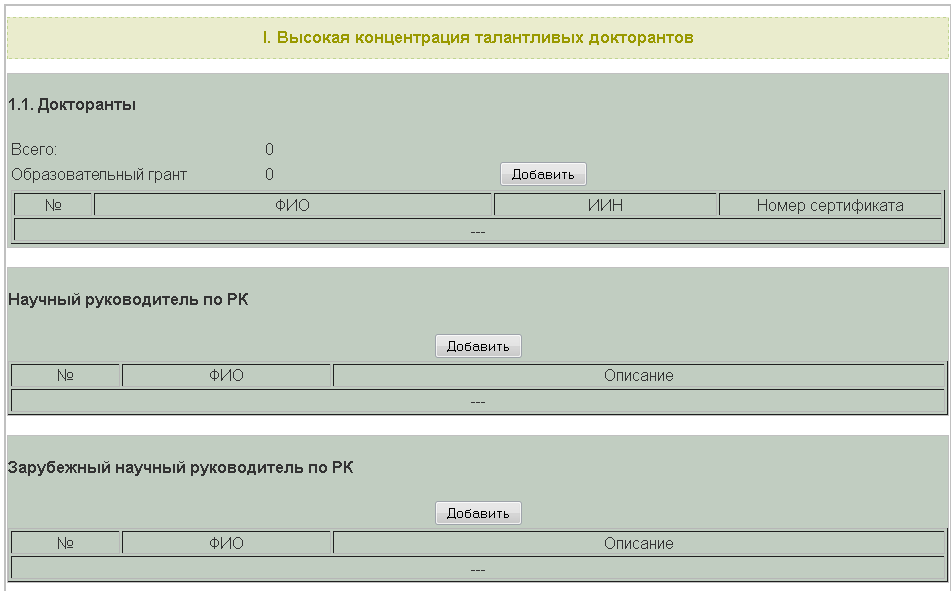 I. Высокая концентрация талантливых докторантов
1.1. Докторанты
Всего: 0
Образовательный грант 0 Добавить
№ ФИО ИИН Номер сертификата
---
Научный руководитель по РК
Добавить
№ ФИО Описание
---
Зарубежный научный руководитель по РК
Добавить
№ ФИО Описание
---